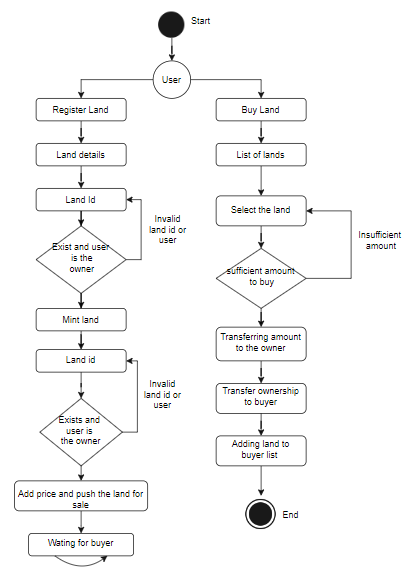 Start
User
Register Land
Land details
Land Id
Invalid
land id or
user
Exist and user
is the
owner
Mint land
Land id
Invalid
land id or
user
Exists and
user is
the owner
Add price and push the land for
sale
Wating for buyer
Buy Land
List of lands
Select the land
Insufficient
amount
sufficient amount
to buy
Transferring amount
to the owner
Transfer ownership
to buyer
Adding land to
buyer list
End